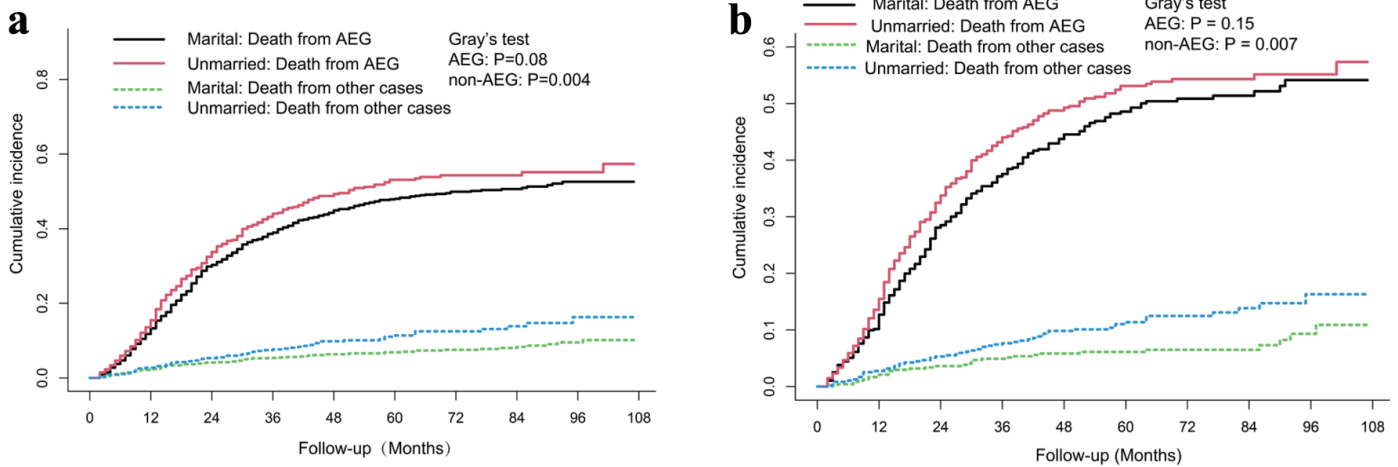 a
Marital: Death from AEG
Unmarried: Death from AEG
Marital: Death from other cases
Unmarried: Death from other cases
Gray's test
AEG: P=0.08
non-AEG: P=0.004
Cumulative incidence
0.8
0.6
0.4
0.2
0.0
0 12 24 36 48 60 72 84 96 108
Follow-up（Months）
b
Marital: Death from AEG
Unmarried: Death from AEG
Marital: Death from other cases
Unmarried: Death from other cases
Gray's test
AEG: P = 0.15
non-AEG: P = 0.007
Cumulative incidence
0.6
0.5
0.4
0.3
0.2
0.1
0.0
0 12 24 36 48 60 72 84 96 108
Follow-up (Months)